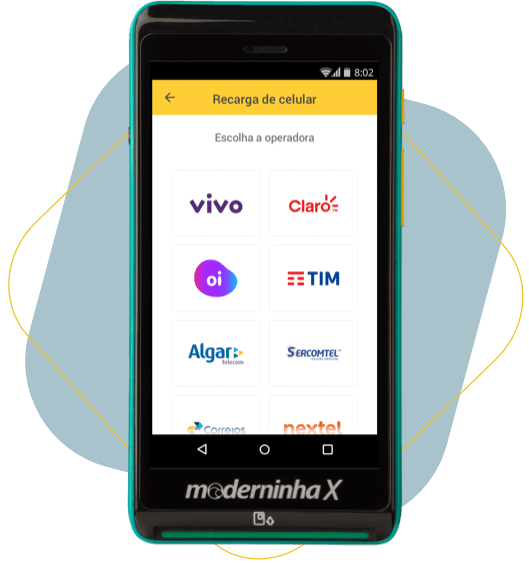 8:02
Recarga de celular
Escolha a operadora
vivo
Claro
oi
TIM
Algar
telecom
SERCOMTEL
Correios
nextel
moderninha X